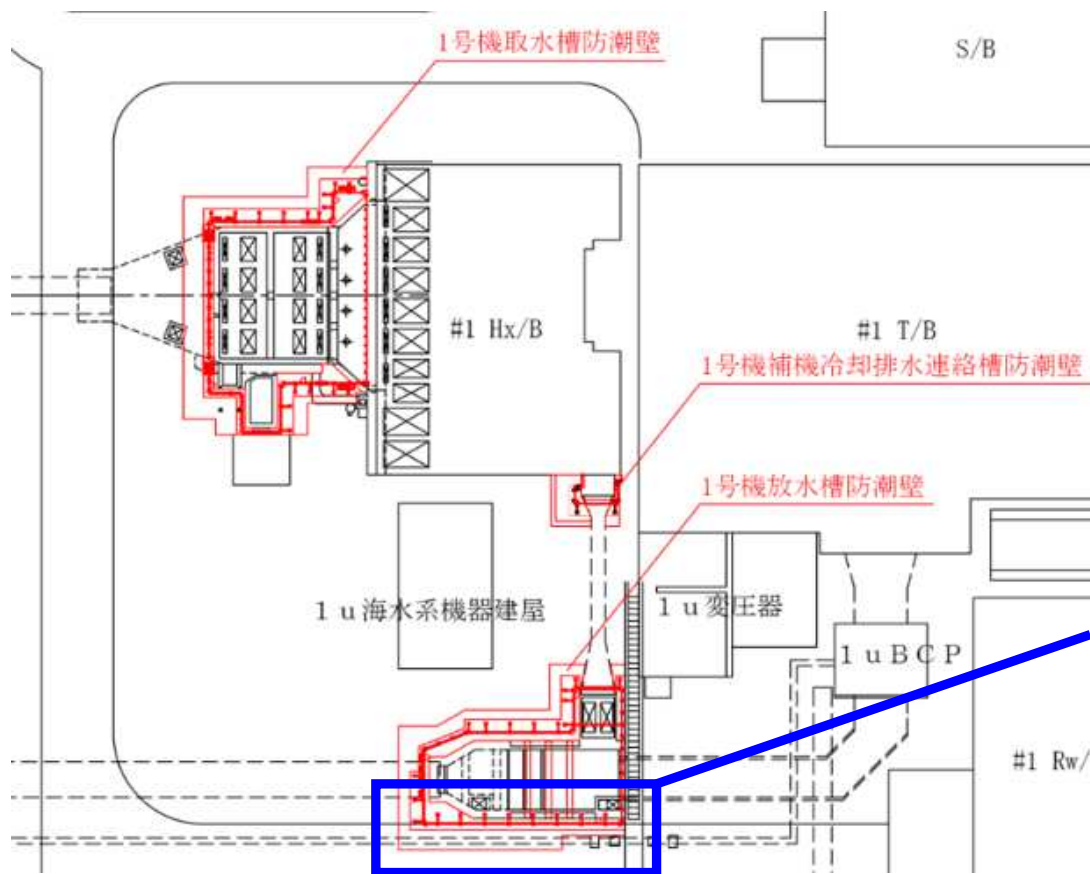 1号機取水槽防潮壁
S/B
#1 Hx/B
#1 T/B
1号機補機冷却排水連絡槽防潮壁
1号機放水槽防潮壁
1u海水系機器建屋
1u変圧器
1uBCP
#1 Rw/